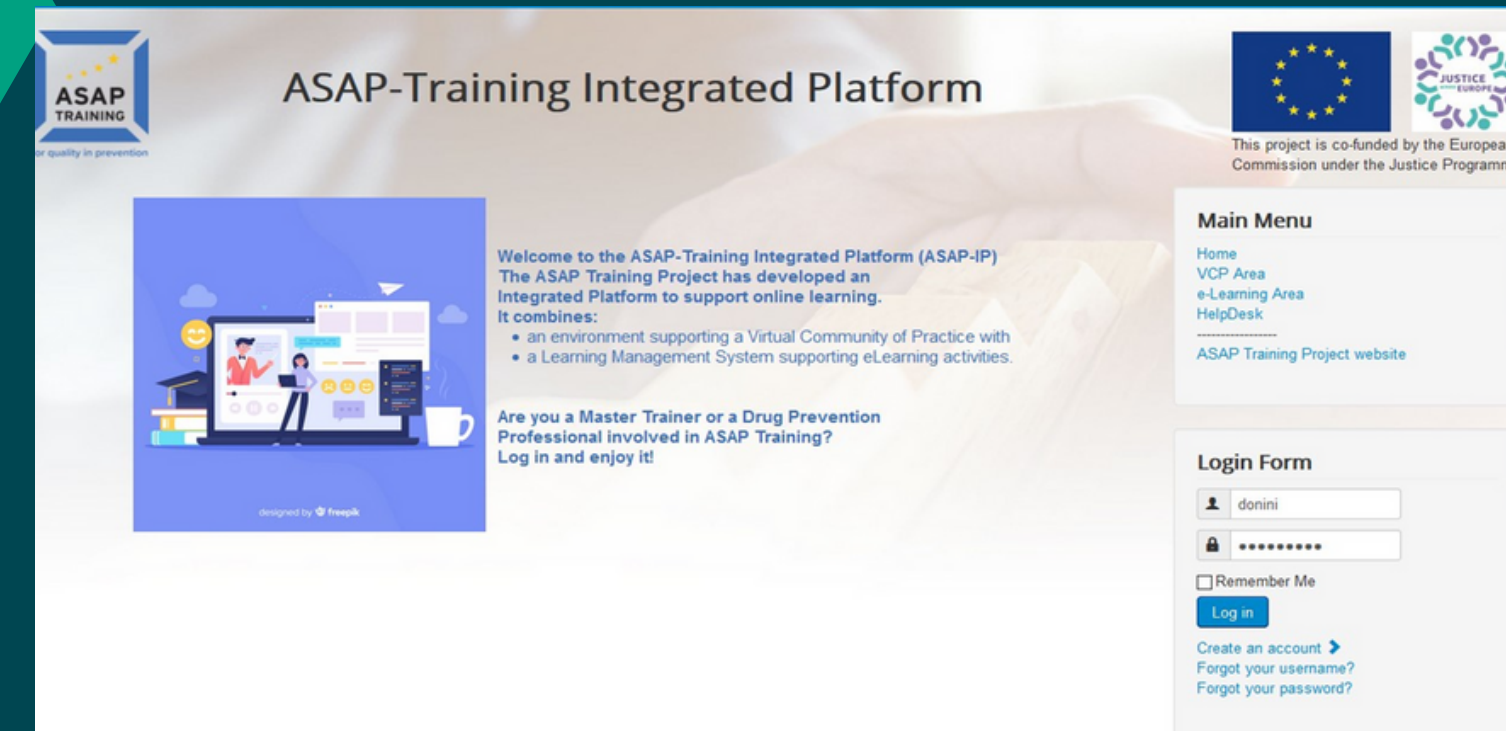 ASAP
TRAINING
or quality in prevention
ASAP-Training Integrated Platform
JUSTICE
EUROPE
This project is co-funded by the Europea
Commission under the Justice Programm
Welcome to the ASAP-Training Integrated Platform (ASAP-IP)
The ASAP Training Project has developed an
Integrated Platform to support online learning.
It combines:
• an environment supporting a Virtual Community of Practice with
• a Learning Management System supporting eLearning activities.
Are you a Master Trainer or a Drug Prevention
Professional involved in ASAP Training?
Log in and enjoy it!
designed by freepik
Main Menu
Home
VCP Area
e-Learning Area
HelpDesk
-----------------
ASAP Training Project website
Login Form
donini
•••••••••
Remember Me
Log in
Create an account
Forgot your username?
Forgot your password?